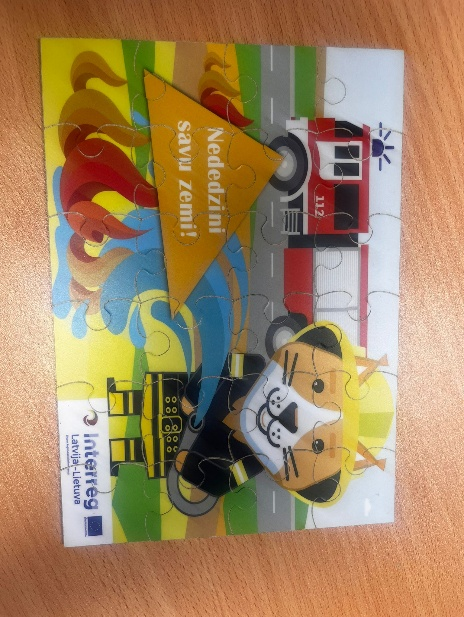 Nededzini
savu zemi!
112
Interreg
Latvija-Lietuva